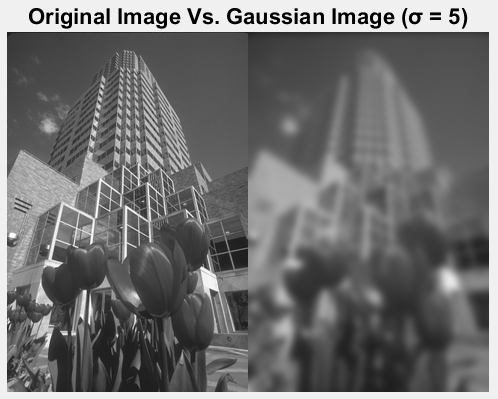 Original Image Vs. Gaussian Image (σ = 5)